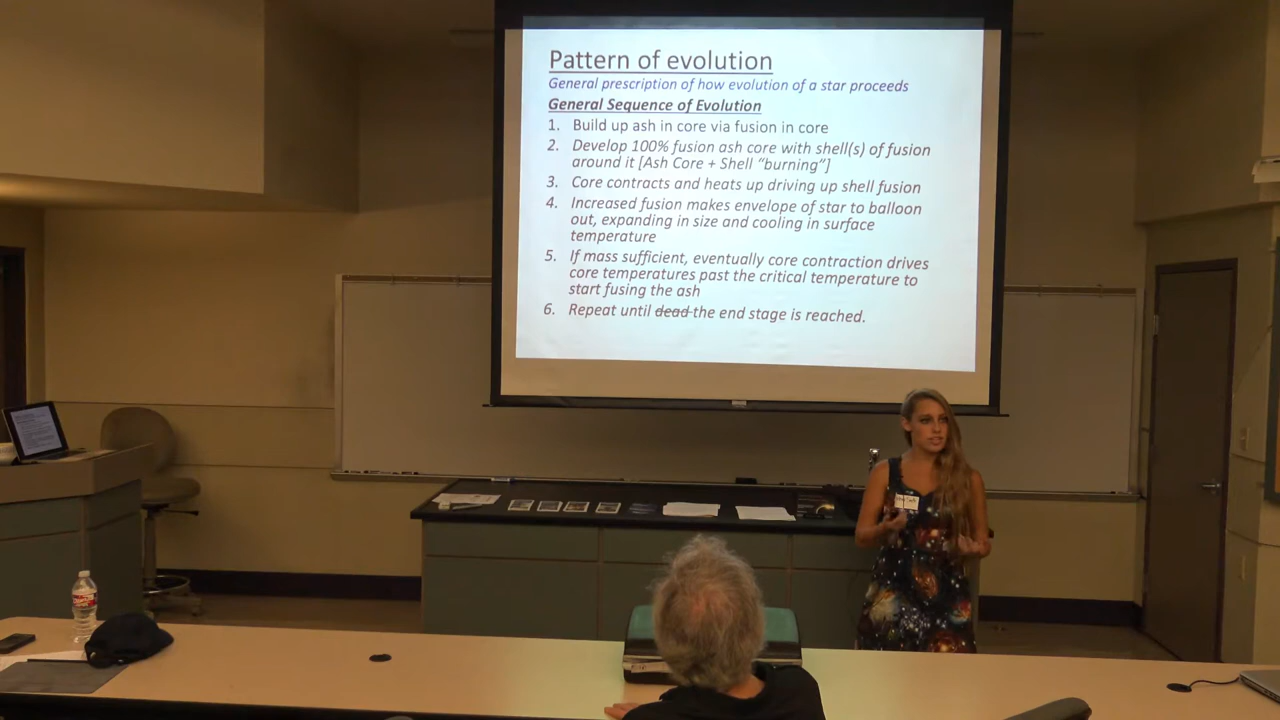 Pattern of evolution
General prescription of how evolution of a star proceeds
General Sequence of Evolution
1. Build up ash in core via fusion in core
2. Develop 100% fusion ash core with shell(s) of fusion
around it [Ash Core + Shell “burning”]
3. Core contracts and heats up driving up shell fusion
4. Increased fusion makes envelope of star to balloon
out, expanding in size and cooling in surface
temperature
5. If mass sufficient, eventually core contraction drives
core temperatures past the critical temperature to
start fusing the ash
6. Repeat until dead the end stage is reached.